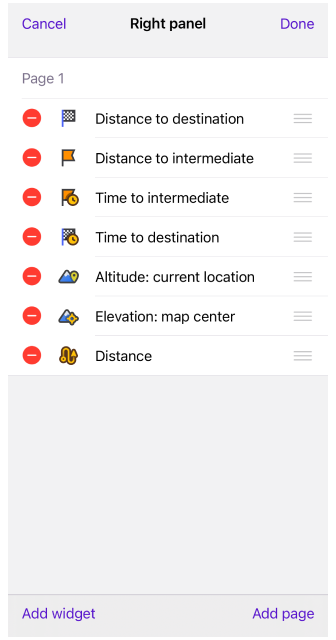 Cancel Right panel Done
Page 1
Distance to destination
Distance to intermediate
Time to intermediate
Time to destination
Altitude: current location
Elevation: map center
Distance
Add widget Add page